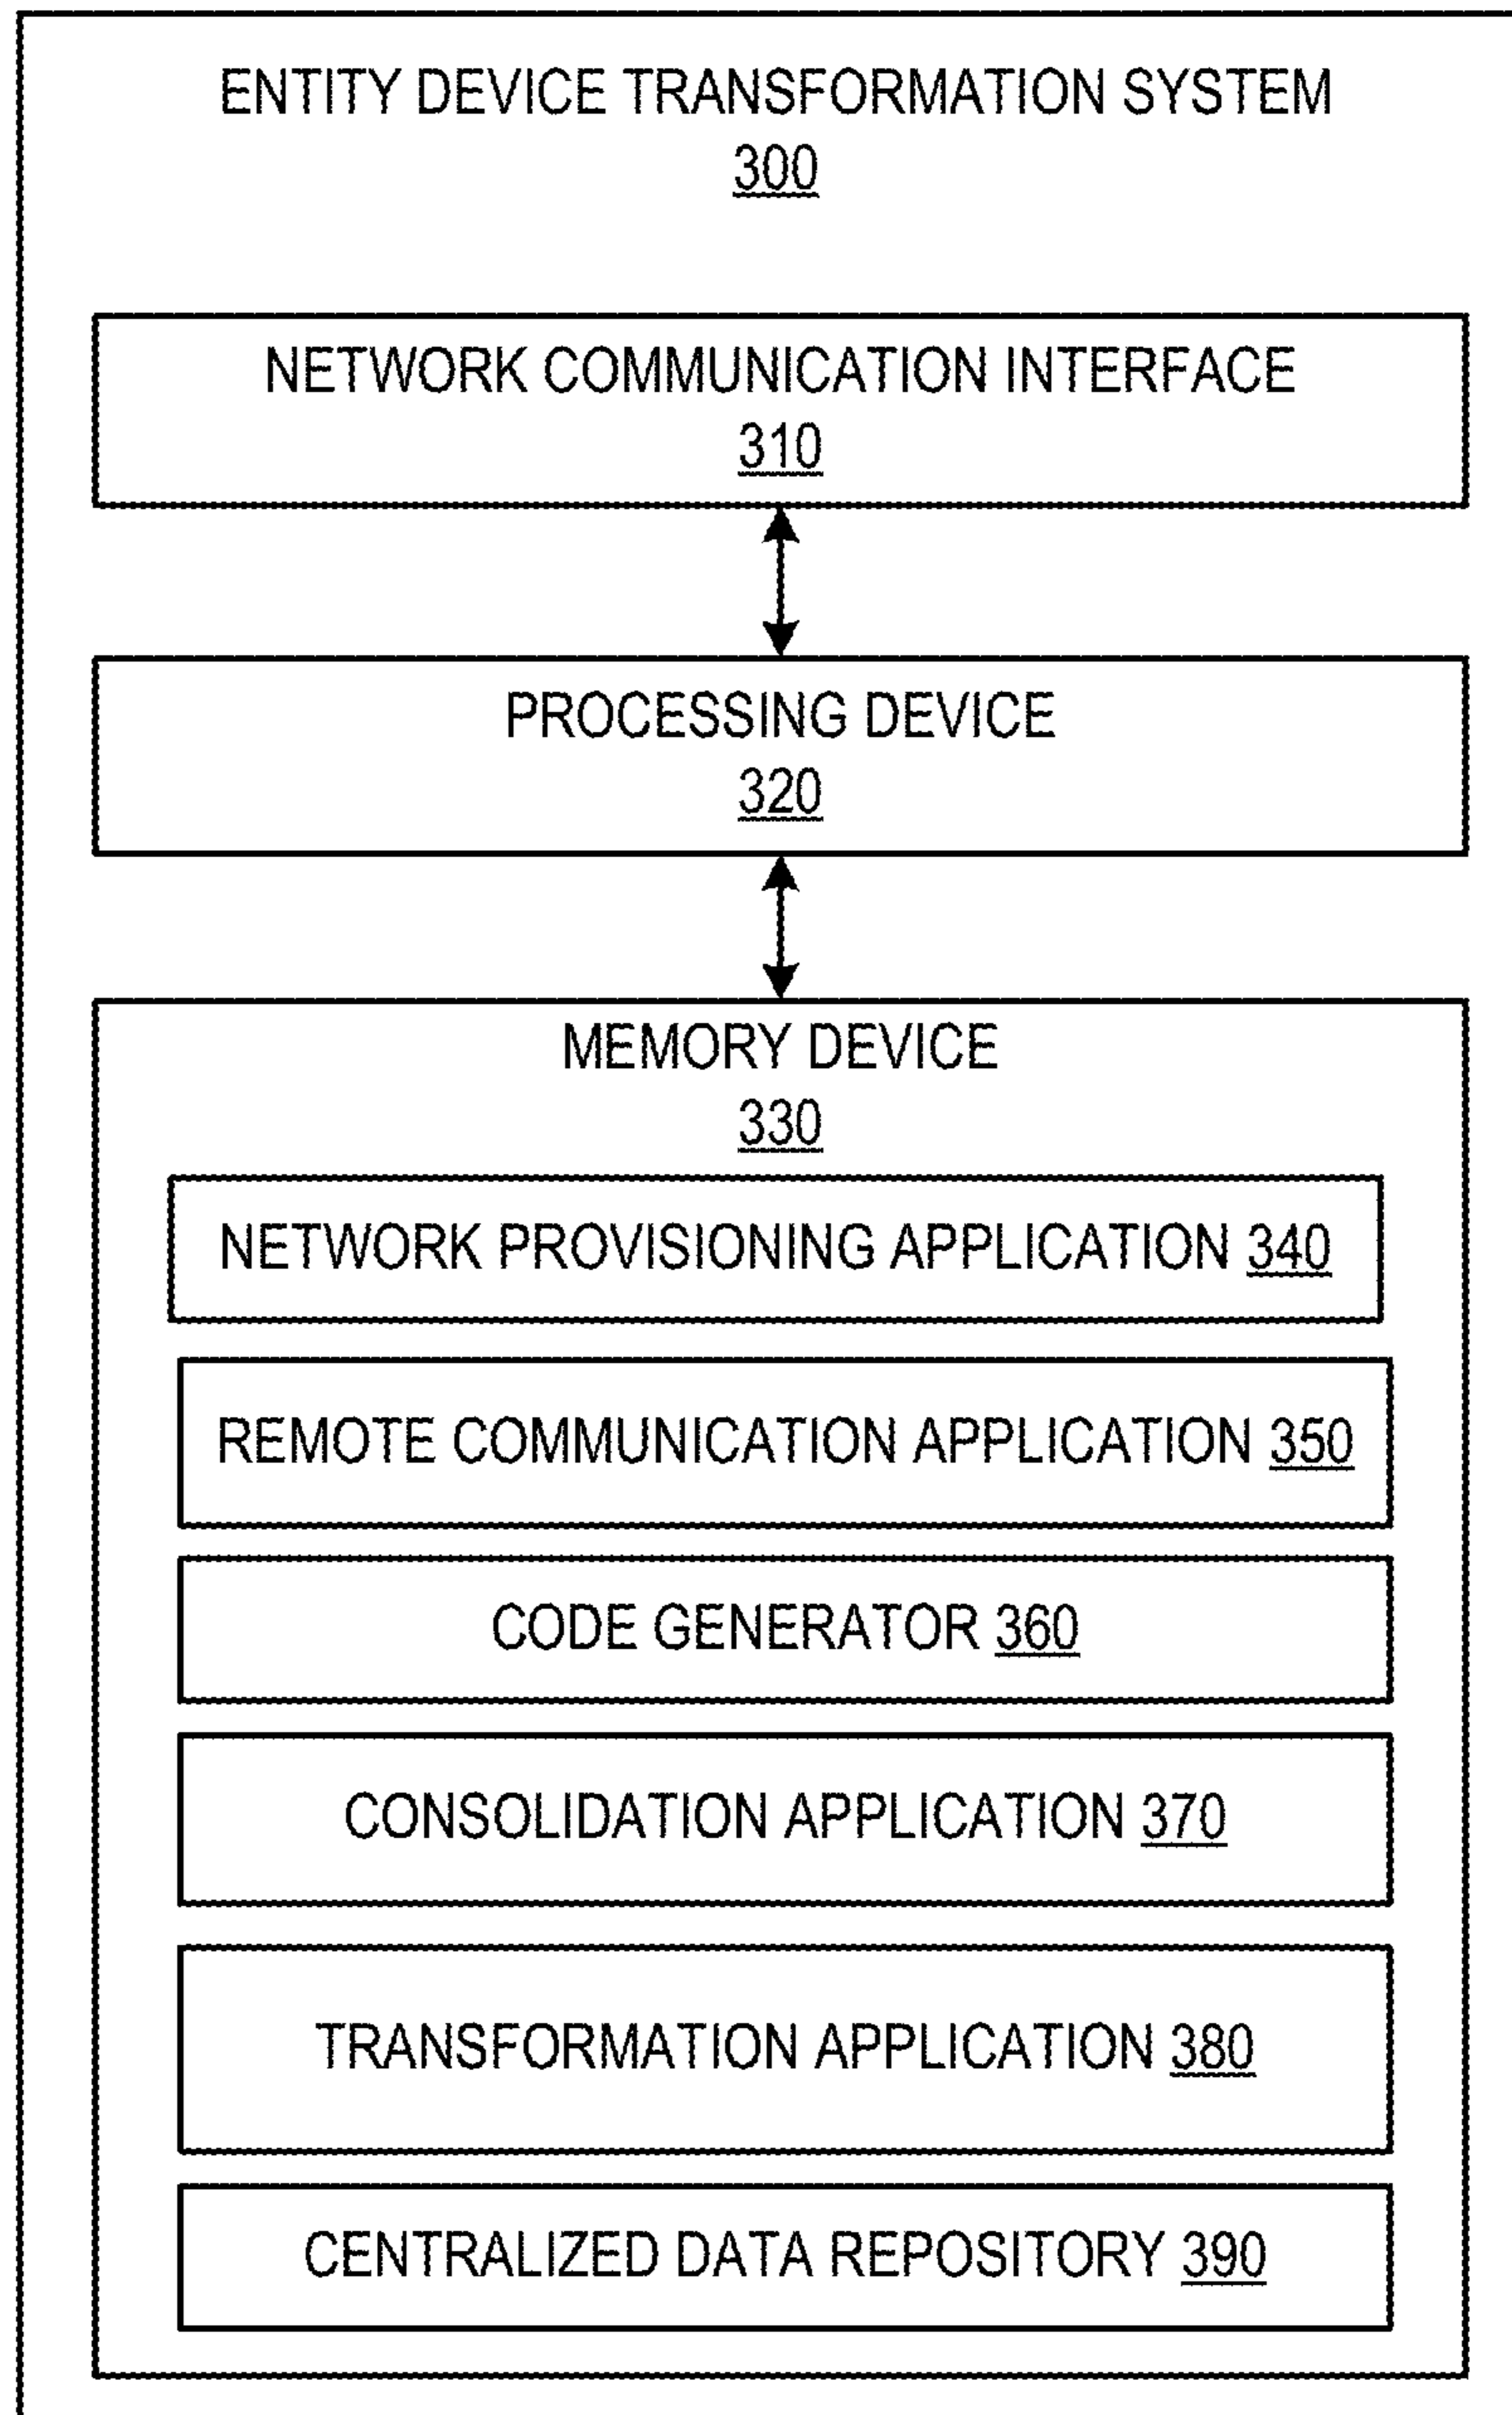 ENTITY DEVICE TRANSFORMATION SYSTEM
300
NETWORK COMMUNICATION INTERFACE
310
PROCESSING DEVICE
320
MEMORY DEVICE
330
NETWORK PROVISIONING APPLICATION 340
REMOTE COMMUNICATION APPLICATION 350
CODE GENERATOR 360
CONSOLIDATION APPLICATION 370
TRANSFORMATION APPLICATION 380
CENTRALIZED DATA REPOSITORY 390